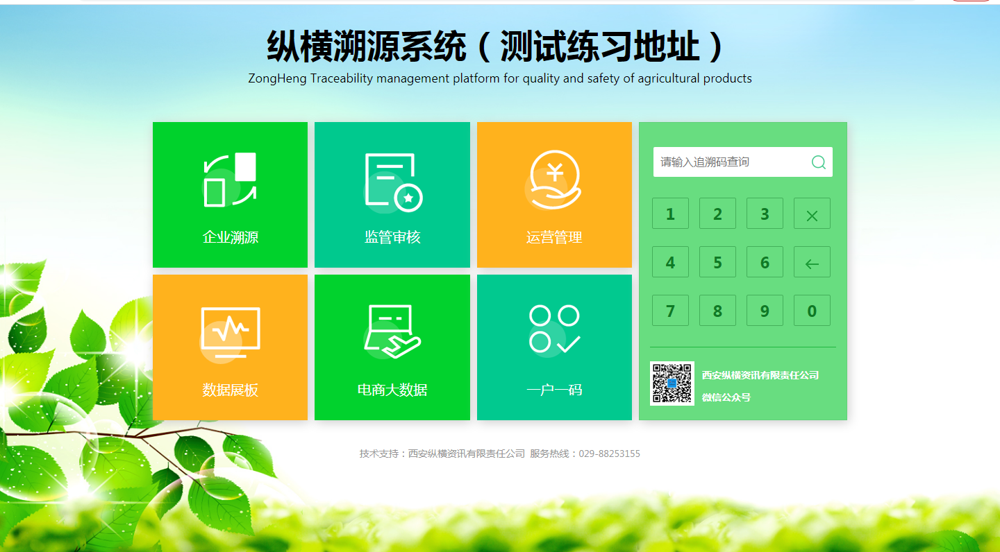 纵横溯源系统（测试练习地址）
ZongHeng Traceability management platform for quality and safety of agricultural products
企业溯源
监管审核
运营管理
数据展板
电商大数据
一户一码
请输入追溯码查询
1 2 3
4 5 6
7 8 9 0
西安纵横资讯有限责任公司
微信公众号
技术支持：西安纵横资讯有限责任公司 服务热线：029-88253155